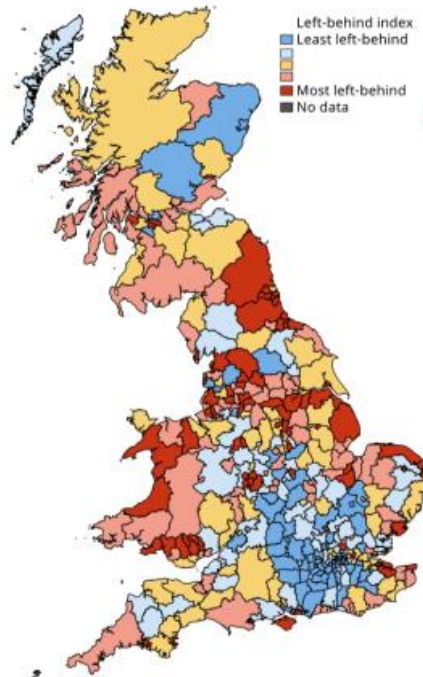 Left-behind index
Least left-behind
Most left-behind
No data